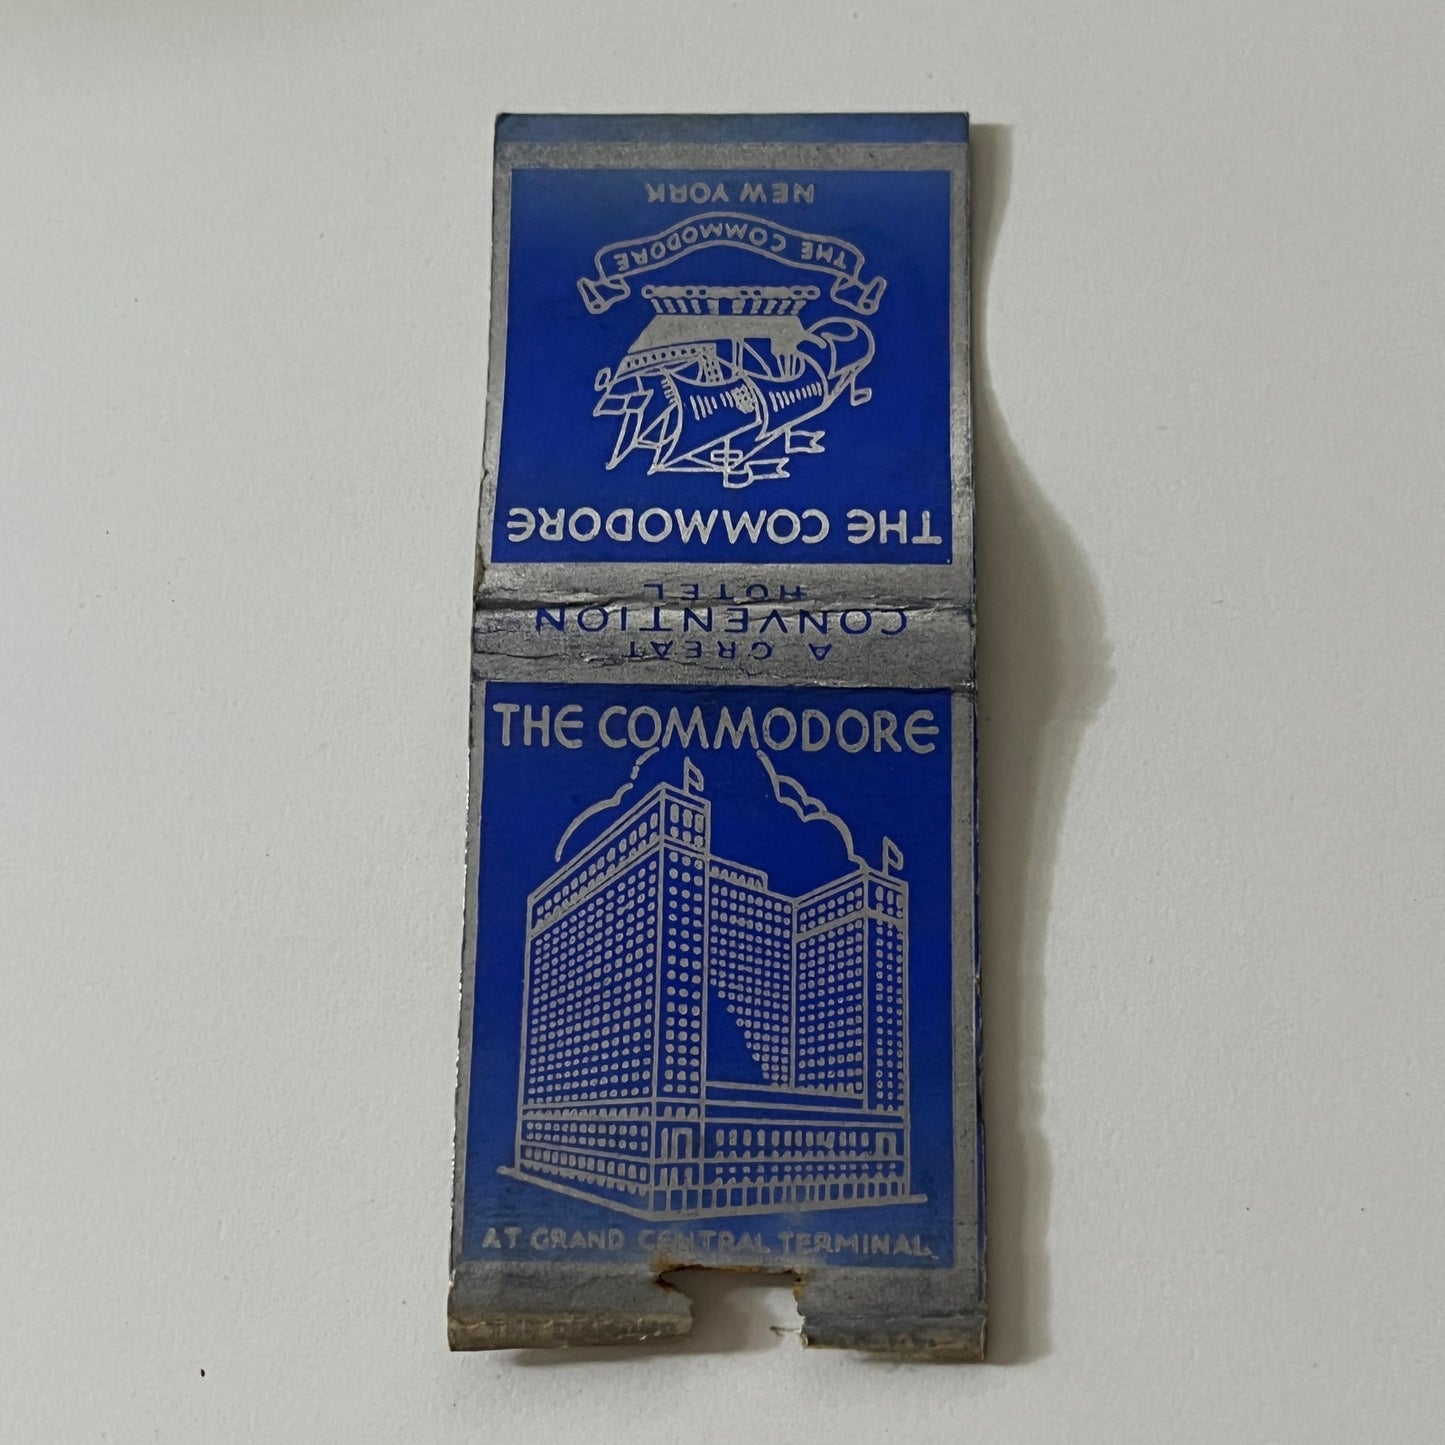 THE COMMODORE
AT GRAND CENTRAL TERMINAL
A GREAT
CONVENTION
HOTEL
THE COMMODORE
THE COMMODORE
NEW YORK